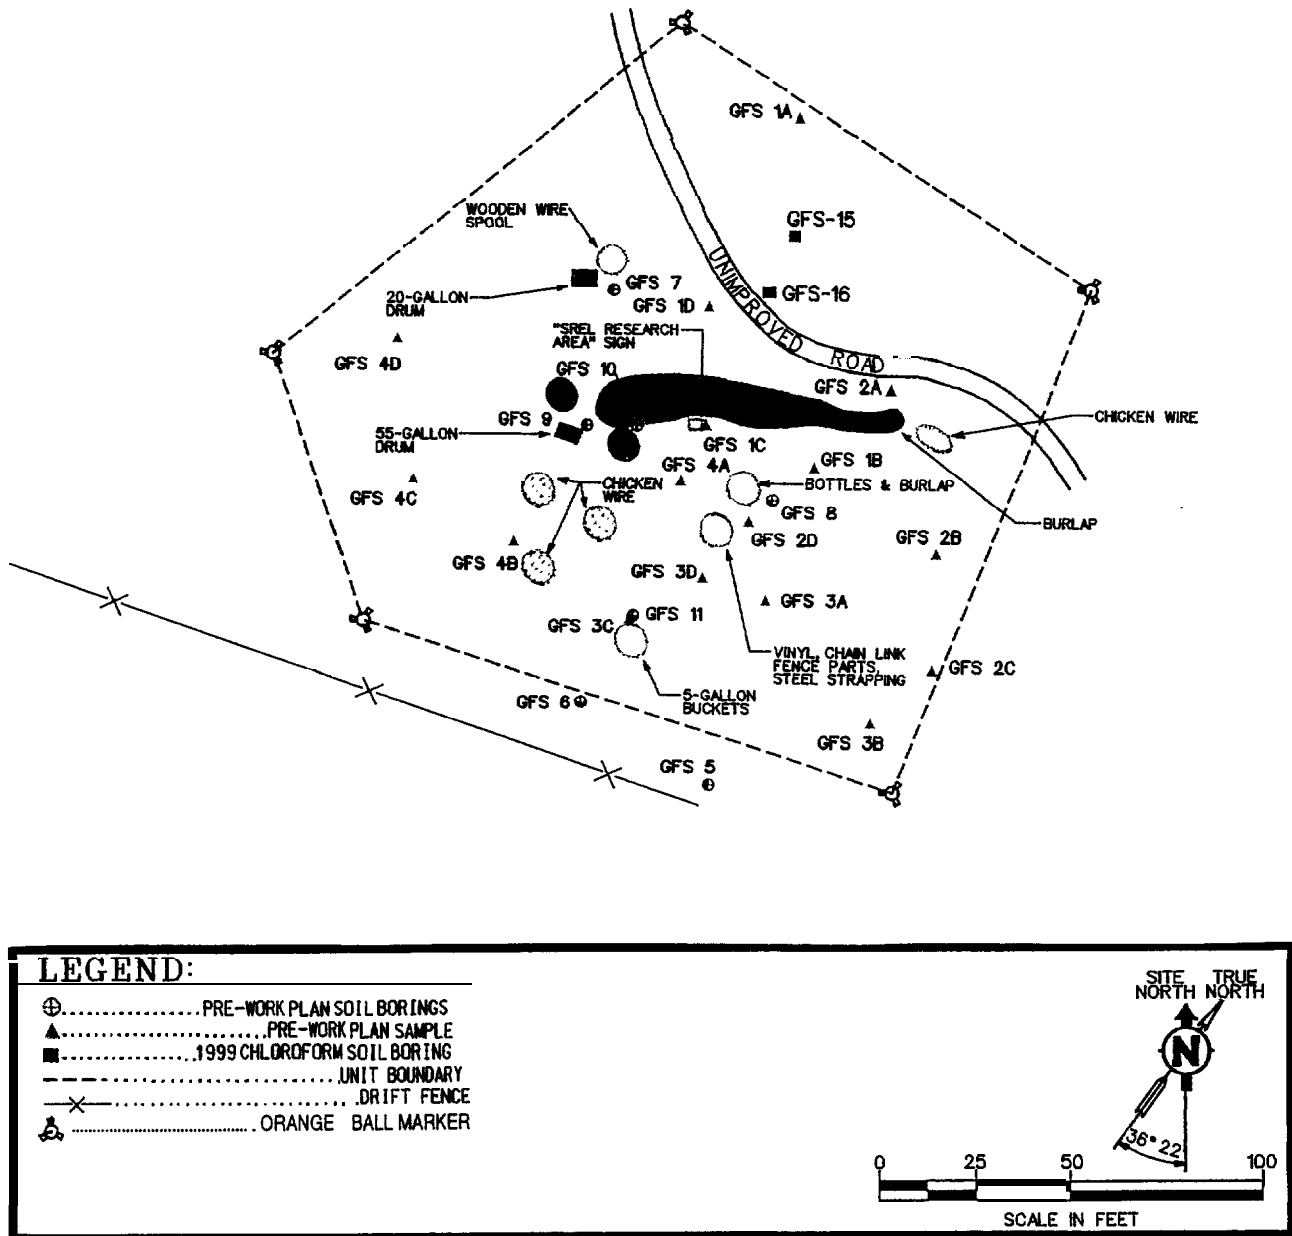 GFS 1A
WOODEN WIRE
SPOOL
GFS-15
UNIMPROVED ROAD
GFS 7
20-GALLON
DRUM
GFS 1D
GFS-16
"SREL RESEARCH
AREA" SIGN
GFS 4D
GFS 10
GFS 2A
GFS 9
CHICKEN WIRE
55-GALLON
DRUM
GFS 1C
GFS 4A
GFS 1B
GFS 4C
CHICKEN
WIRE
BOTTLES & BURLAP
GFS 8
BURLAP
GFS 2D
GFS 2B
GFS 4B
GFS 3D
GFS 3A
GFS 3C
GFS 11
VINYL, CHAIN LINK
FENCE PARTS,
STEEL STRAPPING
GFS 2C
5-GALLON
BUCKETS
GFS 6
GFS 3B
GFS 5
LEGEND:
PRE-WORK PLAN SOIL BORINGS
PRE-WORK PLAN SAMPLE
1999 CHLOROFORM SOIL BORING
UNIT BOUNDARY
DRIFT FENCE
ORANGE BALL MARKER
SITE NORTH
TRUE NORTH
N
36°22
0 25 50 100
SCALE IN FEET